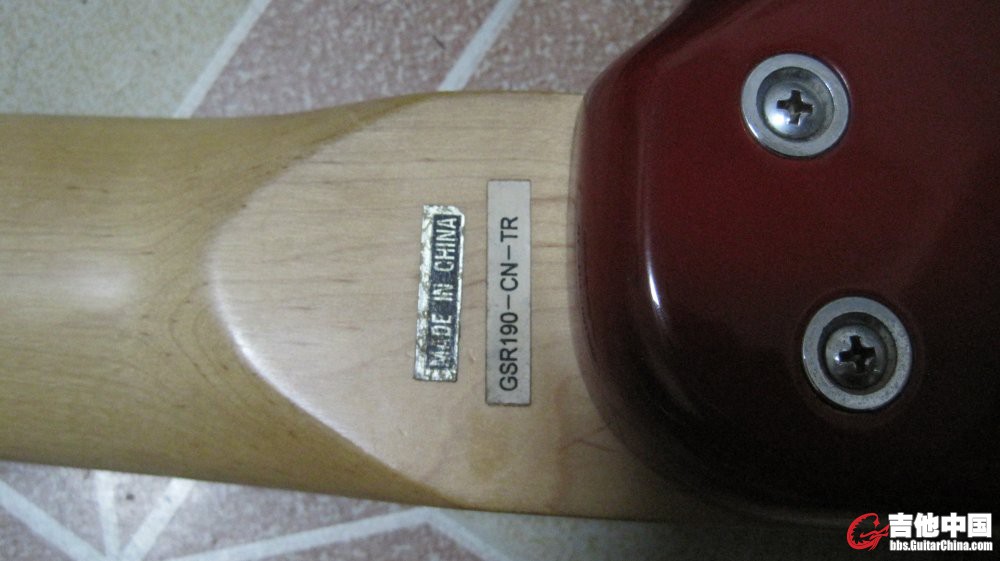 MADE IN CHINA
GSR190-CN-TR
吉他中国
bbs.GuitarChina.com